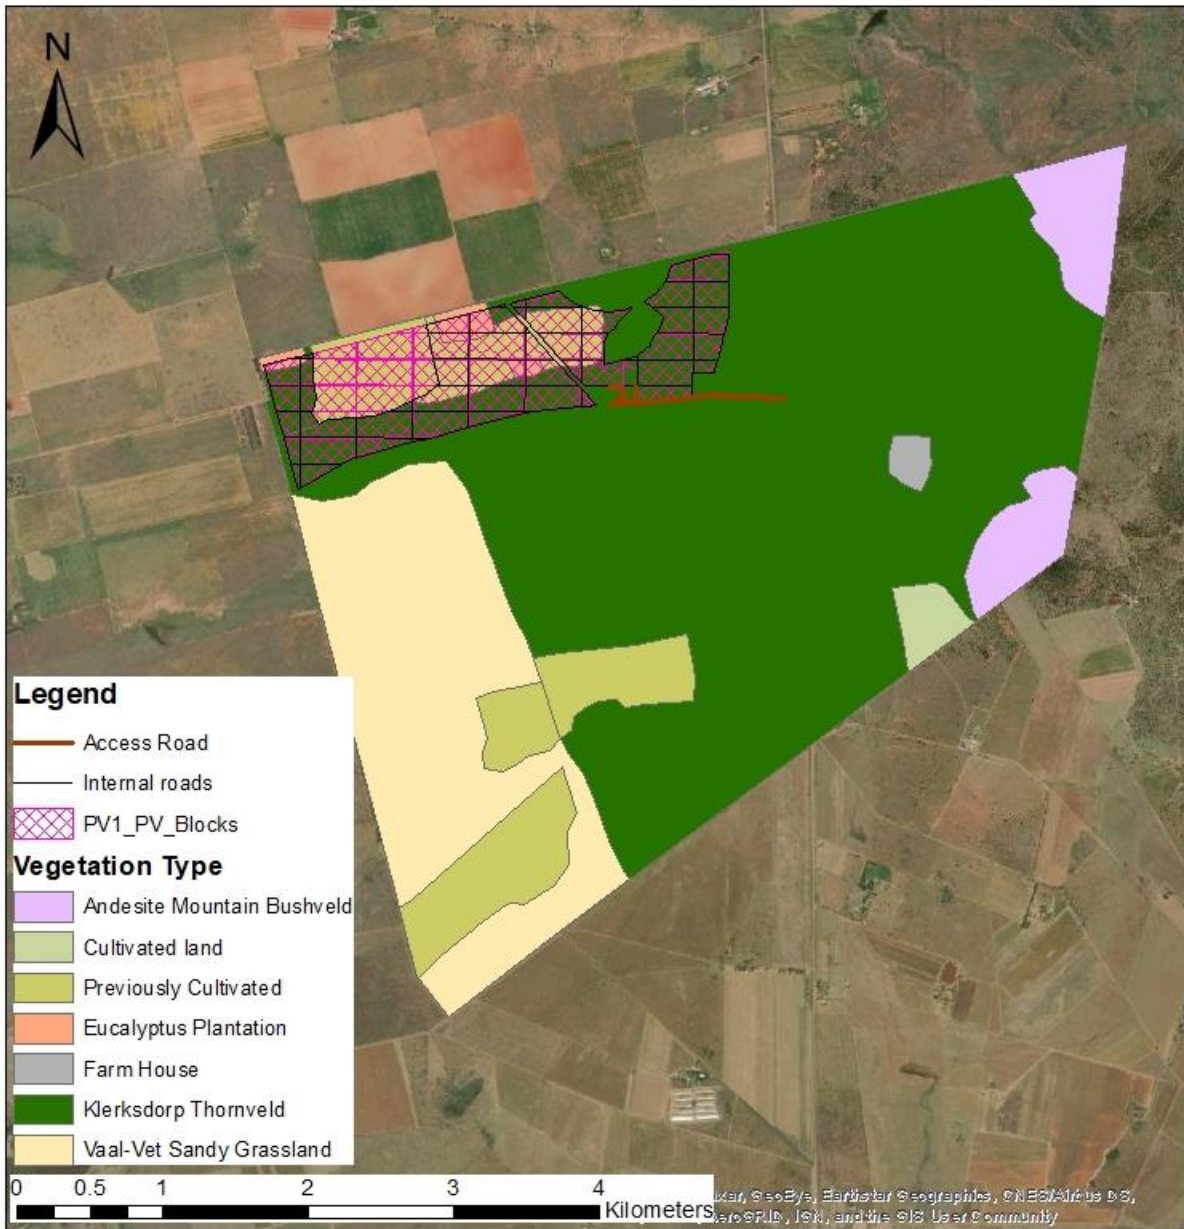 N
Legend
Access Road
Internal roads
PV1_PV_Blocks
Vegetation Type
Andesite Mountain Bushveld
Cultivated land
Previously Cultivated
Eucalyptus Plantation
Farm House
Klerksdorp Thornveld
Vaal-Vet Sandy Grassland
0 0.5 1 2 3 4
Kilometers
GeoEye, Earthstar Geographics, CNES/Airbus DS,
IGN, and the GIS User Community